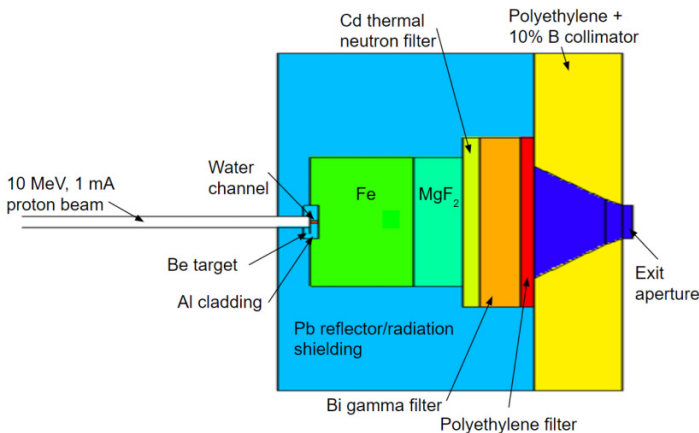 Cd thermal
neutron filter
Polyethylene +
10% B collimator
Water
channel
10 MeV, 1 mA
proton beam
Fe
MgF₂
Be target
Al cladding
Exit
aperture
Pb reflector/radiation
shielding
Bi gamma filter
Polyethylene filter